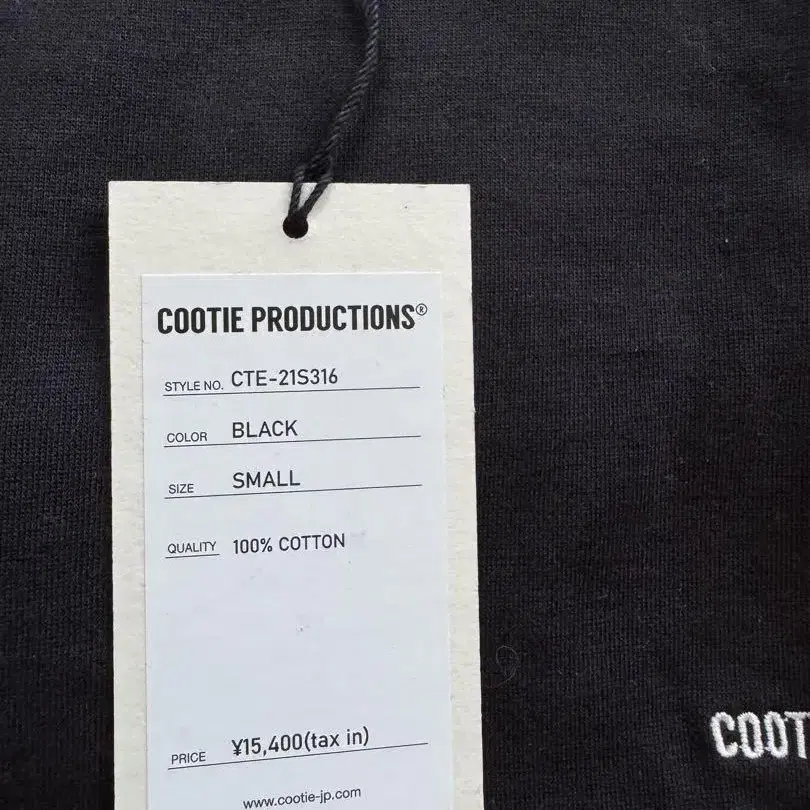 COOTIE PRODUCTIONS®
STYLE NO. CTE-21S316
COLOR BLACK
SIZE SMALL
QUALITY 100% COTTON
PRICE ¥15,400(tax in)
www.cootie-jp.com
COOT